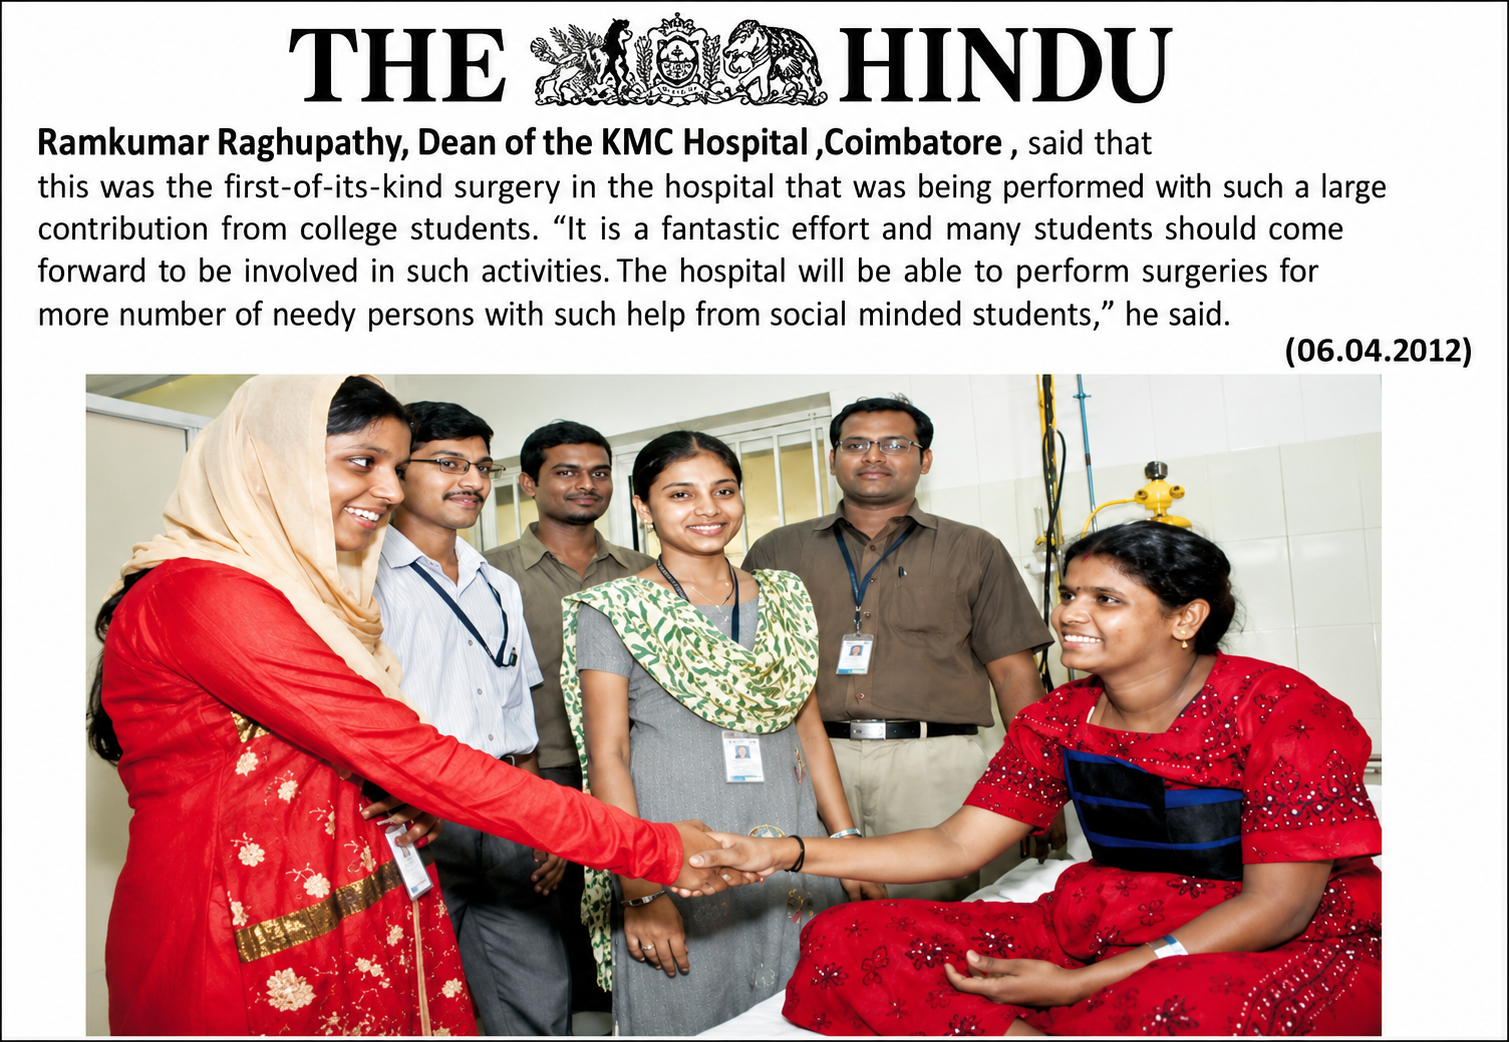 THE HINDU
Ramkumar Raghupathy, Dean of the KMC Hospital ,Coimbatore , said that
this was the first-of-its-kind surgery in the hospital that was being performed with such a large
contribution from college students. “It is a fantastic effort and many students should come
forward to be involved in such activities. The hospital will be able to perform surgeries for
more number of needy persons with such help from social minded students,” he said.
(06.04.2012)